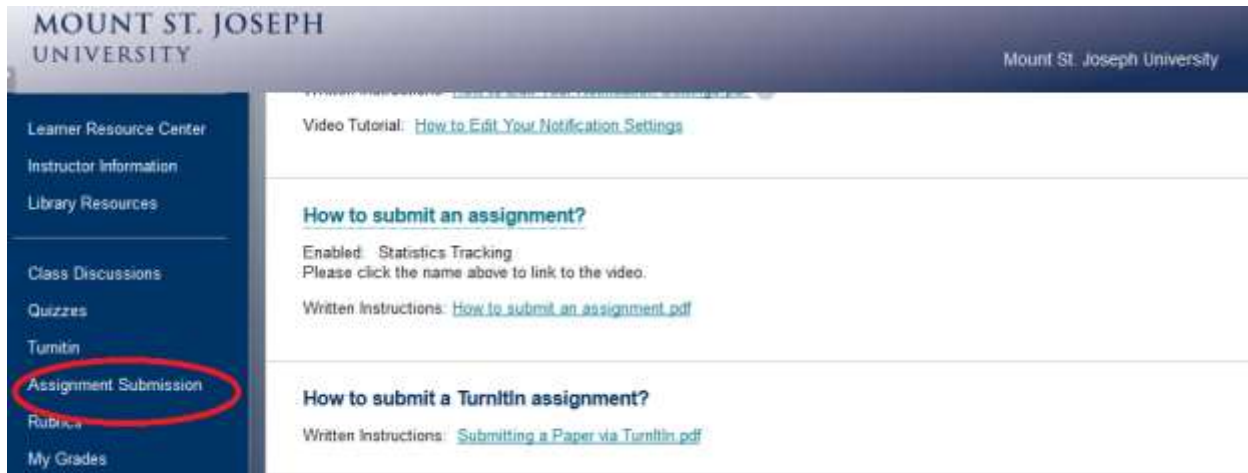 MOUNT ST. JOSEPH
UNIVERSITY
Mount St. Joseph University
Learner Resource Center
Instructor Information
Library Resources
Class Discussions
Quizzes
Turnitin
Assignment Submission
Rubrics
My Grades
Video Tutorial: How to Edit Your Notification Settings
How to submit an assignment?
Enabled: Statistics Tracking
Please click the name above to link to the video.
Written Instructions: How to submit an assignment.pdf
How to submit a TurnItIn assignment?
Written Instructions: Submitting a Paper via TurnItIn.pdf